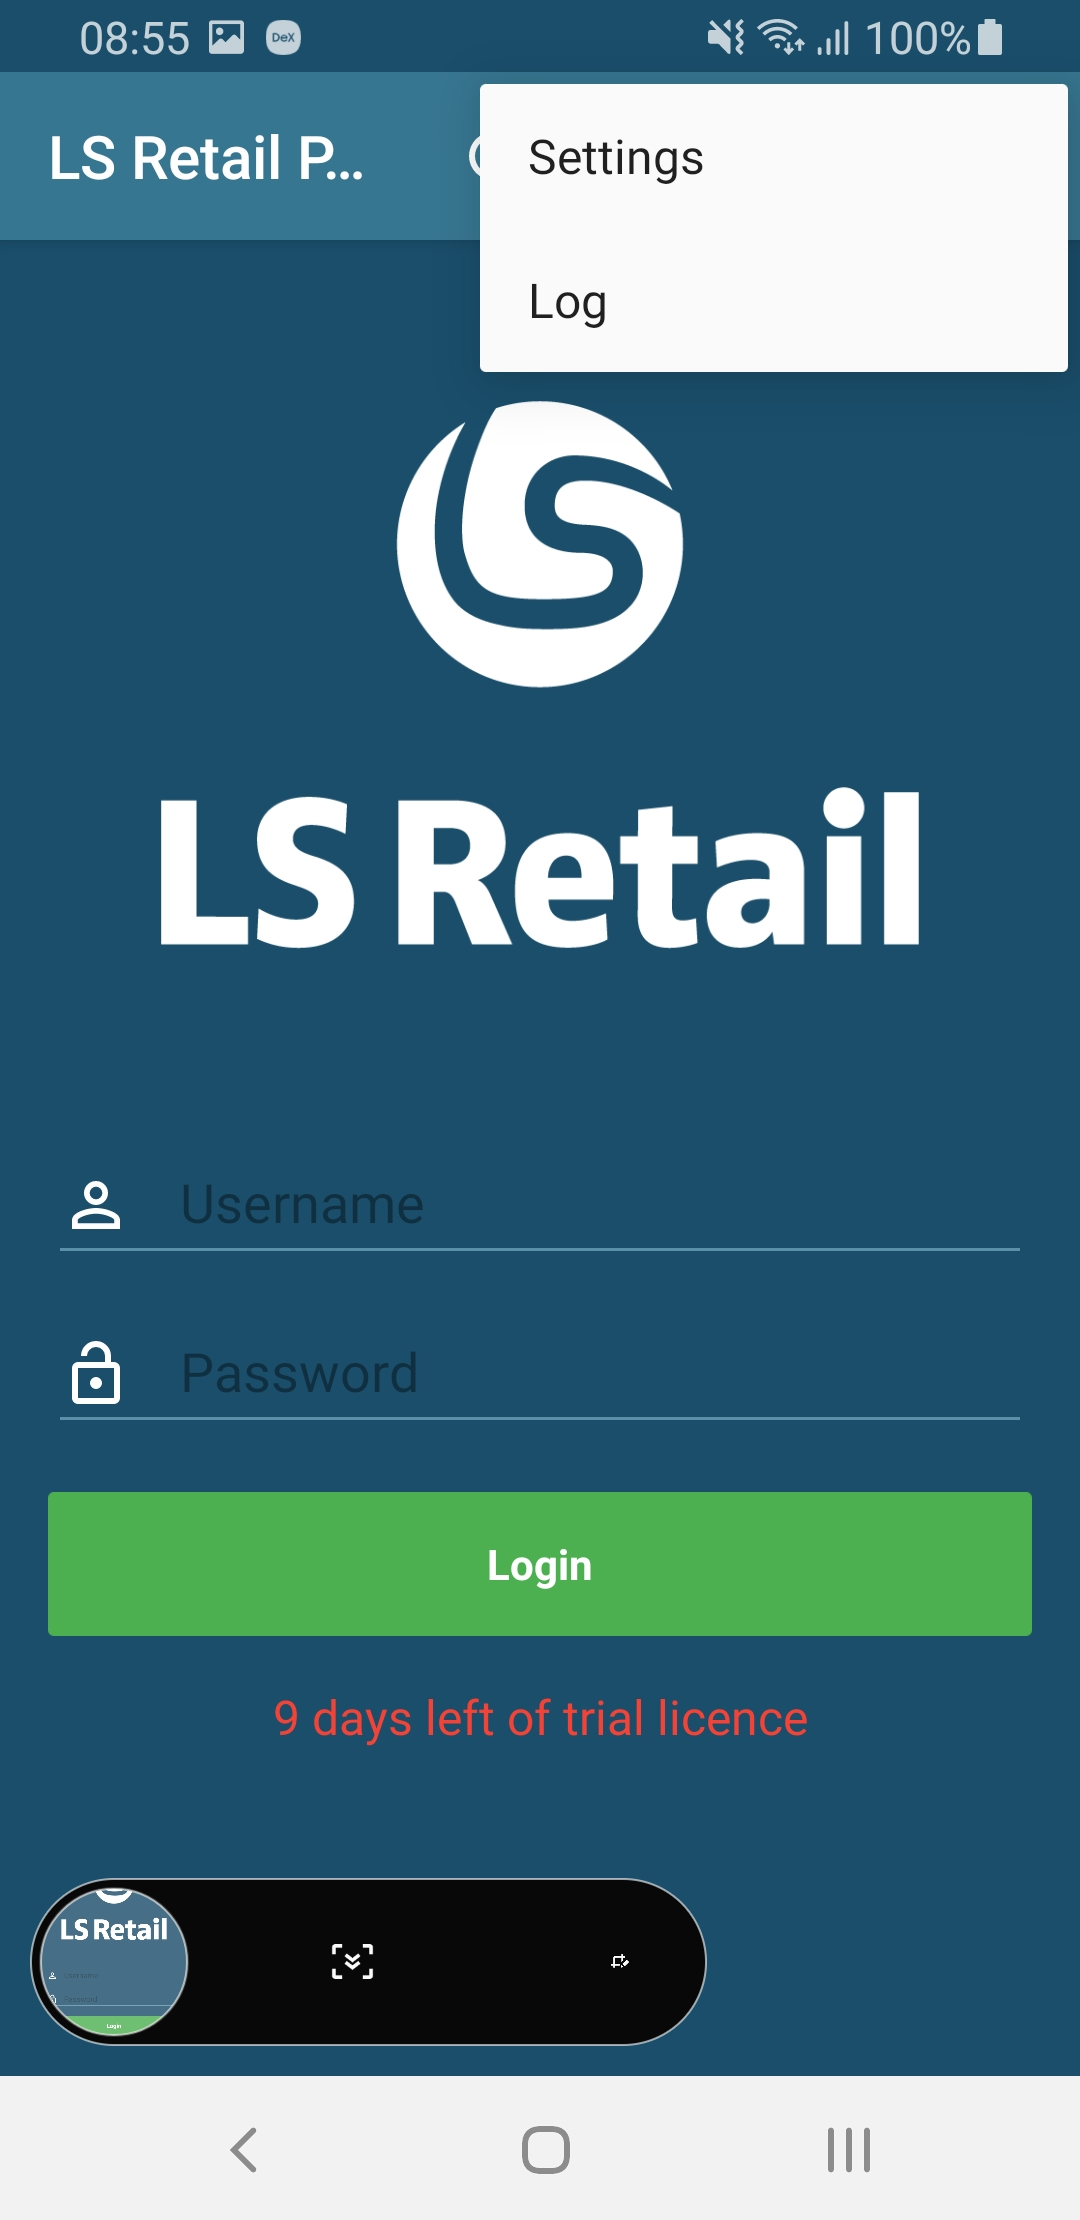 08:55 DeX 100%
LS Retail P...
Settings
Log
LS Retail
Username
Password
Login
9 days left of trial licence
LS Retail
Username
Password
Login